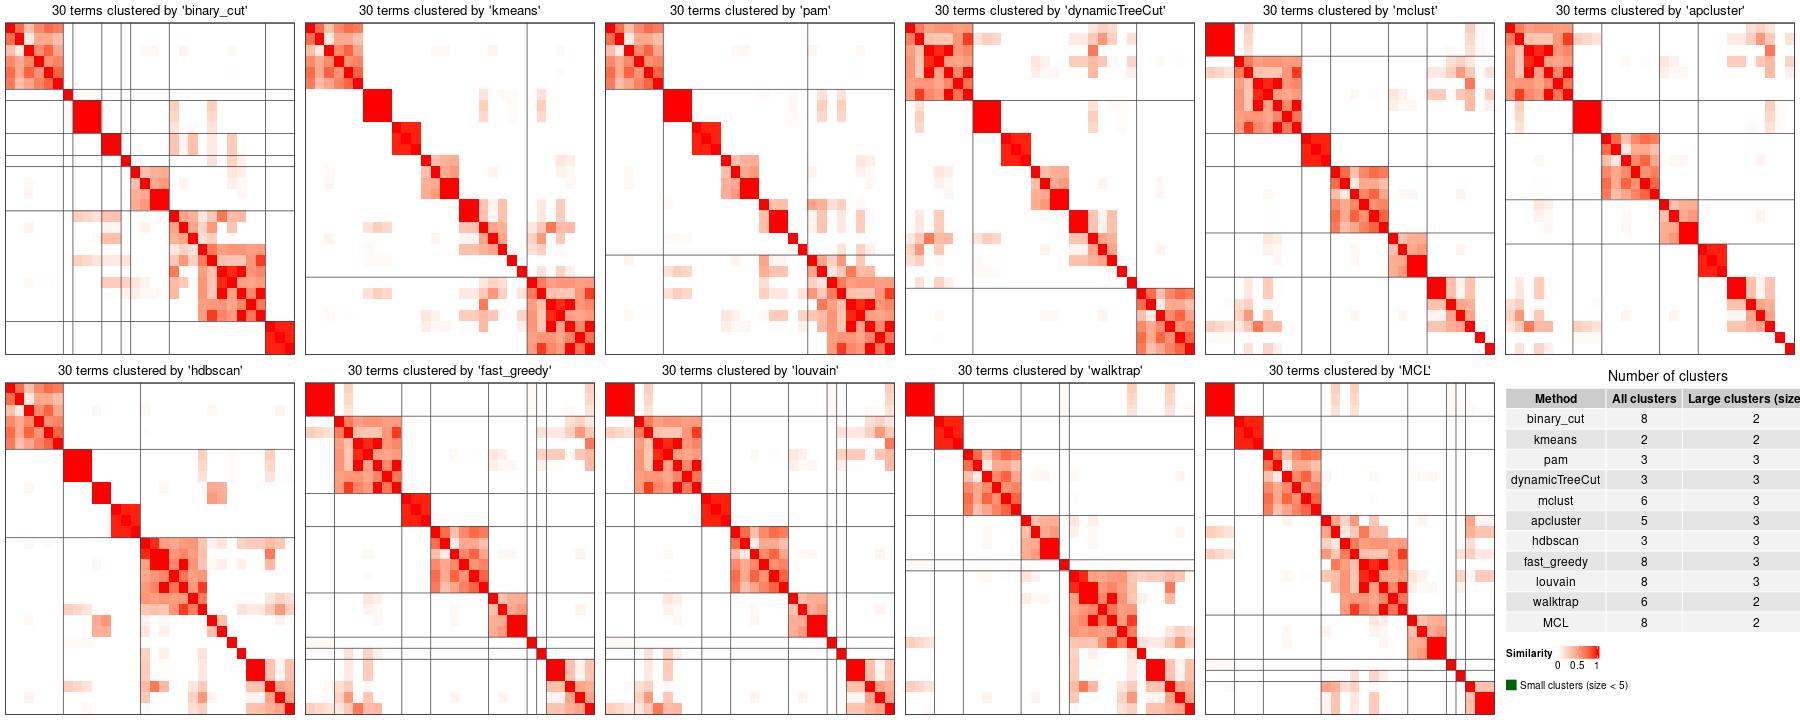 30 terms clustered by 'binary_cut'
30 terms clustered by 'kmeans'
30 terms clustered by 'pam'
30 terms clustered by 'dynamicTreeCut'
30 terms clustered by 'mclust'
30 terms clustered by 'apcluster'
30 terms clustered by 'hdbscan'
30 terms clustered by 'fast_greedy'
30 terms clustered by 'louvain'
30 terms clustered by 'walktrap'
30 terms clustered by 'MCL'
Number of clusters
Method All clusters Large clusters (size
binary_cut 8 2
kmeans 2 2
pam 3 3
dynamicTreeCut 3 3
mclust 6 3
apcluster 5 3
hdbscan 3 3
fast_greedy 8 3
louvain 8 3
walktrap 6 2
MCL 8 2
Similarity
0 0.5 1
Small clusters (size < 5)